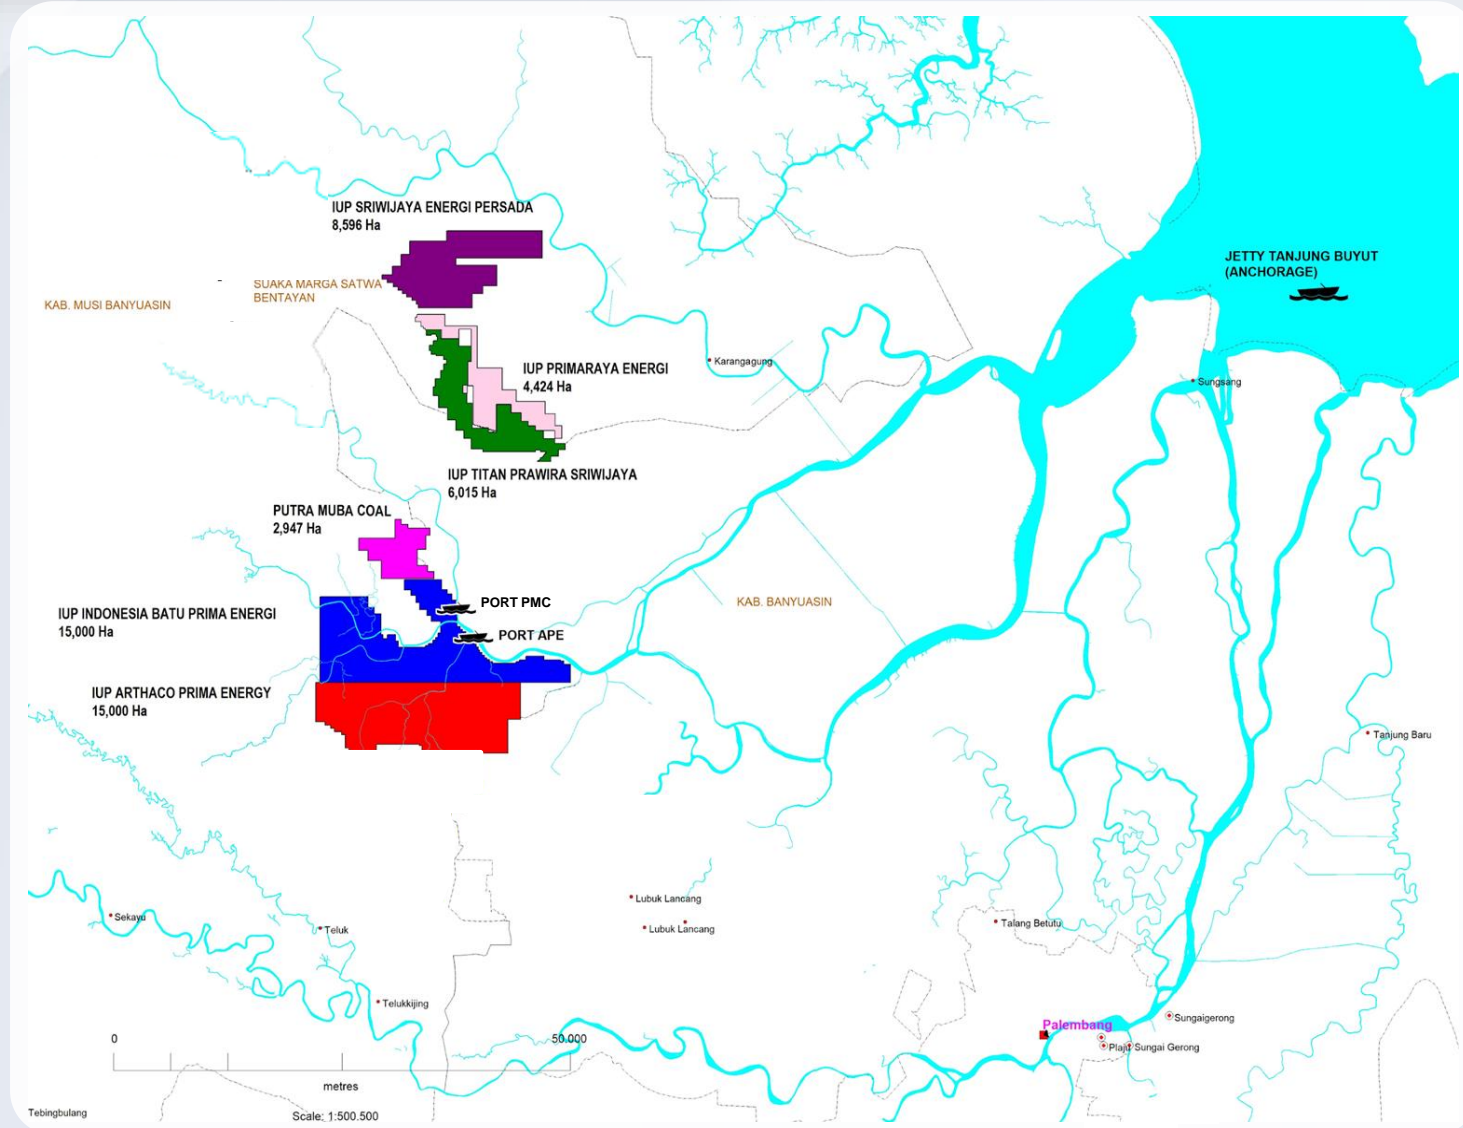 IUP SRIWIJAYA ENERGI PERSADA
8,596 Ha
JETTY TANJUNG BUYUT
(ANCHORAGE)
SUAKA MARGA SATWA
BENTAYAN
KAB. MUSI BANYUASIN
Karangagung
IUP PRIMARAYA ENERGI
4,424 Ha
Sungsang
IUP TITAN PRAWIRA SRIWIJAYA
6,015 Ha
PUTRA MUBA COAL
2,947 Ha
PORT PMC
KAB. BANYUASIN
IUP INDONESIA BATU PRIMA ENERGI
15,000 Ha
PORT APE
IUP ARTHACO PRIMA ENERGY
15,000 Ha
Tanjung Baru
Lubuk Lancang
Sekayu
Talang Betutu
Teluk
Lubuk Lancang
Telukkijing
Sungaigerong
Palembang
0
50.000
Plaju Sungai Gerong
metres
Tebingbulang
Scale: 1:500.500